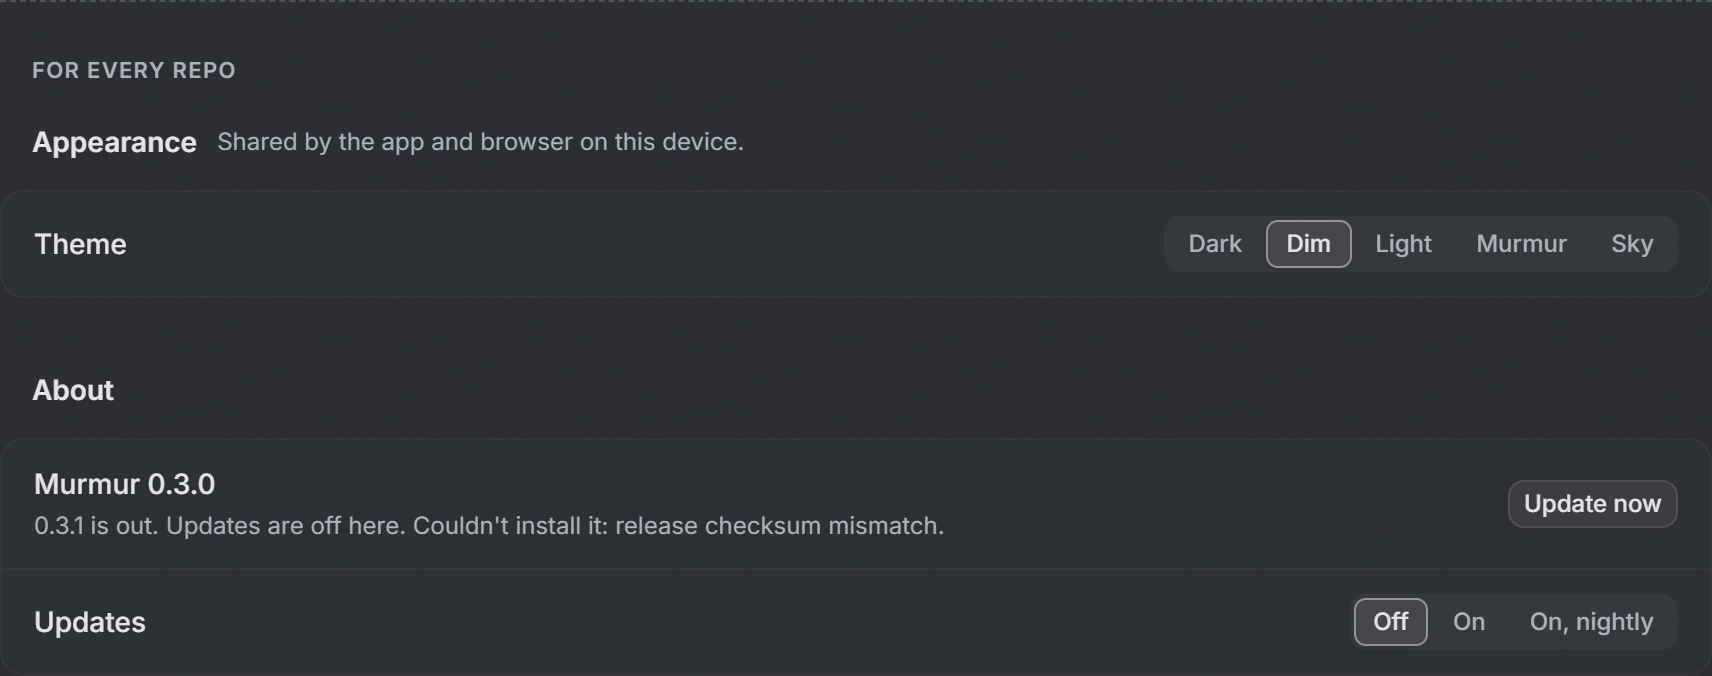 FOR EVERY REPO
Appearance Shared by the app and browser on this device.
Theme Dark Dim Light Murmur Sky
About
Murmur 0.3.0
0.3.1 is out. Updates are off here. Couldn't install it: release checksum mismatch.
Update now
Updates Off On On, nightly